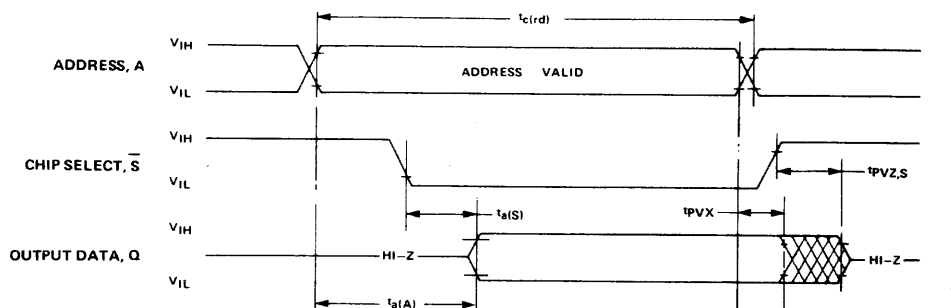 tc(rd)
VIH
ADDRESS, A
ADDRESS VALID
VIL
VIH
CHIP SELECT, S̅
VIL
tPVZ,S
ta(S)
tPVX
VIH
OUTPUT DATA, Q
HI–Z
HI–Z
VIL
ta(A)